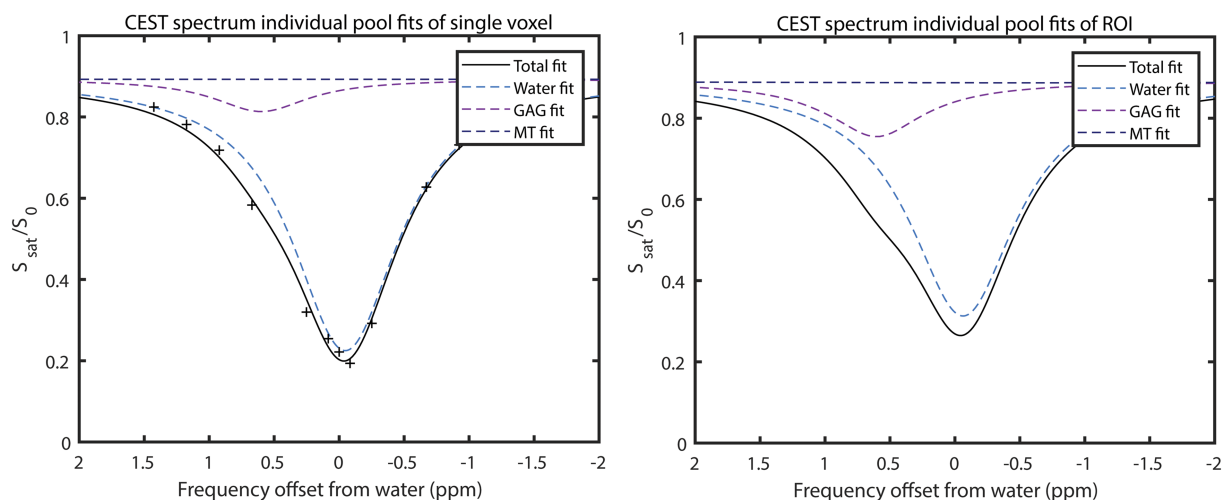 CEST spectrum individual pool fits of single voxel
1
0.8
0.6
0.4
0.2
0
S sat/S0
2 1.5 1 0.5 0 -0.5 -1 -1.5 -2
Frequency offset from water (ppm)
Total fit
Water fit
GAG fit
MT fit
CEST spectrum individual pool fits of ROI
1
0.8
0.6
0.4
0.2
0
S sat/S0
2 1.5 1 0.5 0 -0.5 -1 -1.5 -2
Frequency offset from water (ppm)
Total fit
Water fit
GAG fit
MT fit